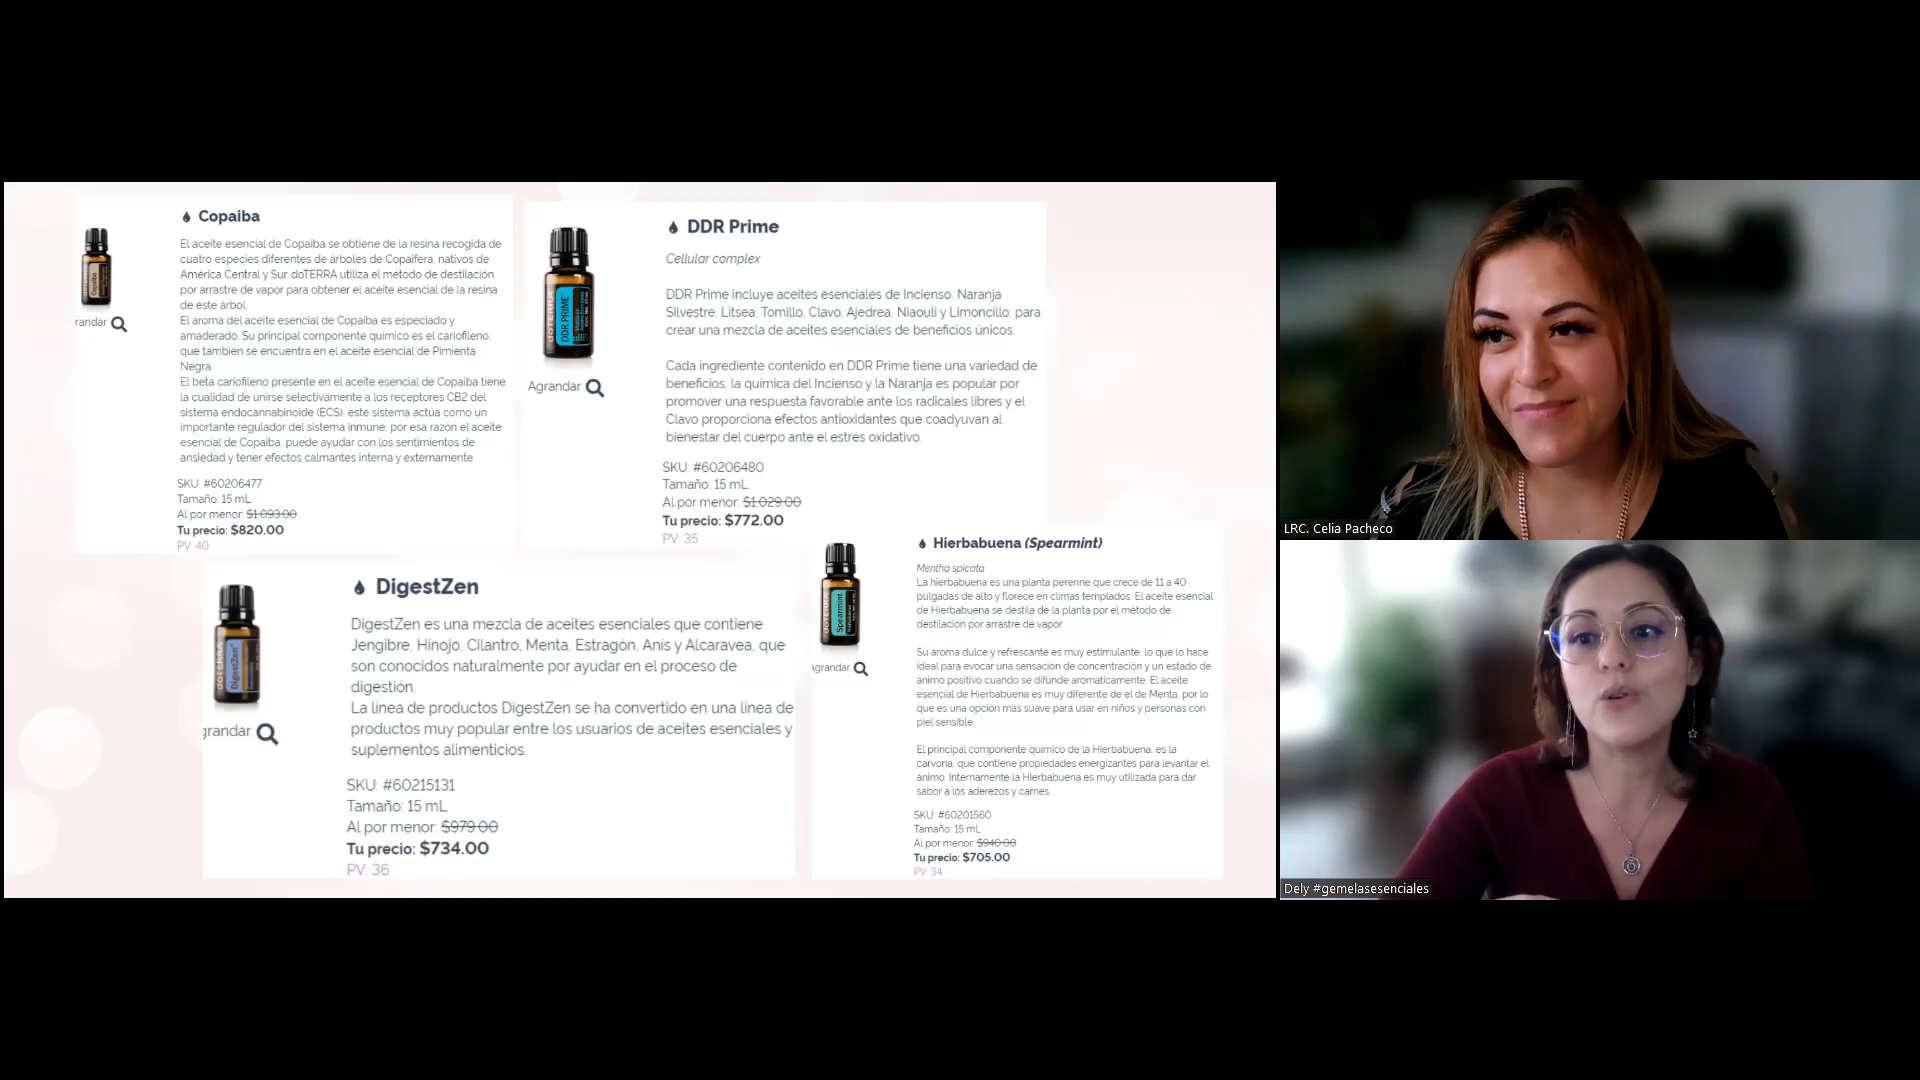 Copaiba
El aceite esencial de Copaiba se obtiene de la resina recogida de
cuatro especies diferentes de árboles de Copaifera, nativos de
América Central y Sur doTERRA utiliza el método de destilación
por arrastre de vapor para obtener el aceite esencial de la resina
de éste árbol.
El aroma del aceite esencial de Copaiba es especiado y
amaderado. Su principal componente químico es el cariofileno,
que también se encuentra en el aceite esencial de Pimienta
Negra.
El beta cariofileno presente en el aceite esencial de Copaiba tiene
la cualidad de unirse selectivamente a los receptores CB2 del
sistema endocannabinoide (ECS), este sistema actúa como un
importante regulador del sistema inmune, por esa razón el aceite
esencial de Copaiba, puede ayudar con los sentimientos de
ansiedad y tener efectos calmantes interna y externamente.
SKU: #60206477
Tamaño: 15 mL
Al por menor: $1,093.00
Tu precio: $820.00
PV: 40
Copaiba
randar
DDR Prime
Cellular complex
DDR Prime incluye aceites esenciales de Incienso, Naranja
Silvestre, Litsea, Tomillo, Clavo, Ajedrea, Niaouli y Limoncillo, para
crear una mezcla de aceites esenciales de beneficios únicos.
Cada ingrediente contenido en DDR Prime tiene una variedad de
beneficios, la química del Incienso y la Naranja es popular por
promover una respuesta favorable ante los radicales libres y el
Clavo proporciona efectos antioxidantes que coadyuvan al
bienestar del cuerpo ante el estrés oxidativo.
SKU: #60206480
Tamaño: 15 mL
Al por menor: $1,029.00
Tu precio: $772.00
PV: 35
doTERRA
DDR PRIME
Agrandar
DigestZen
DigestZen es una mezcla de aceites esenciales que contiene
Jengibre, Hinojo, Cilantro, Menta, Estragón, Anís y Alcaravea, que
son conocidos naturalmente por ayudar en el proceso de
digestión.
La línea de productos DigestZen se ha convertido en una línea de
productos muy popular entre los usuarios de aceites esenciales y
suplementos alimenticios.
SKU: #60215131
Tamaño: 15 mL
Al por menor: $979.00
Tu precio: $734.00
PV: 36
doTERRA
DigestZen
grandar
Hierbabuena (Spearmint)
Mentha spicata
La hierbabuena es una planta perenne que crece de 11 a 40
pulgadas de alto y florece en climas templados. El aceite esencial
de Hierbabuena se destila de la planta por el método de
destilación por arrastre de vapor
Su aroma dulce y refrescante es muy estimulante, lo que lo hace
ideal para evocar una sensación de concentración y un estado de
ánimo positivo cuando se difunde aromáticamente. El aceite
esencial de Hierbabuena es muy diferente de el de Menta, por lo
que es una opción más suave para usar en niños y personas con
piel sensible.
El principal componente químico de la Hierbabuena, es la
carvona, que contiene propiedades energizantes para levantar el
ánimo. Internamente la Hierbabuena es muy utilizada para dar
sabor a los aderezos y carnes.
SKU: #60201560
Tamaño: 15 mL
Al por menor: $940.00
Tu precio: $705.00
PV: 34
doTERRA
Spearmint
Agrandar
LRC. Celia Pacheco
Dely #gemelasesenciales